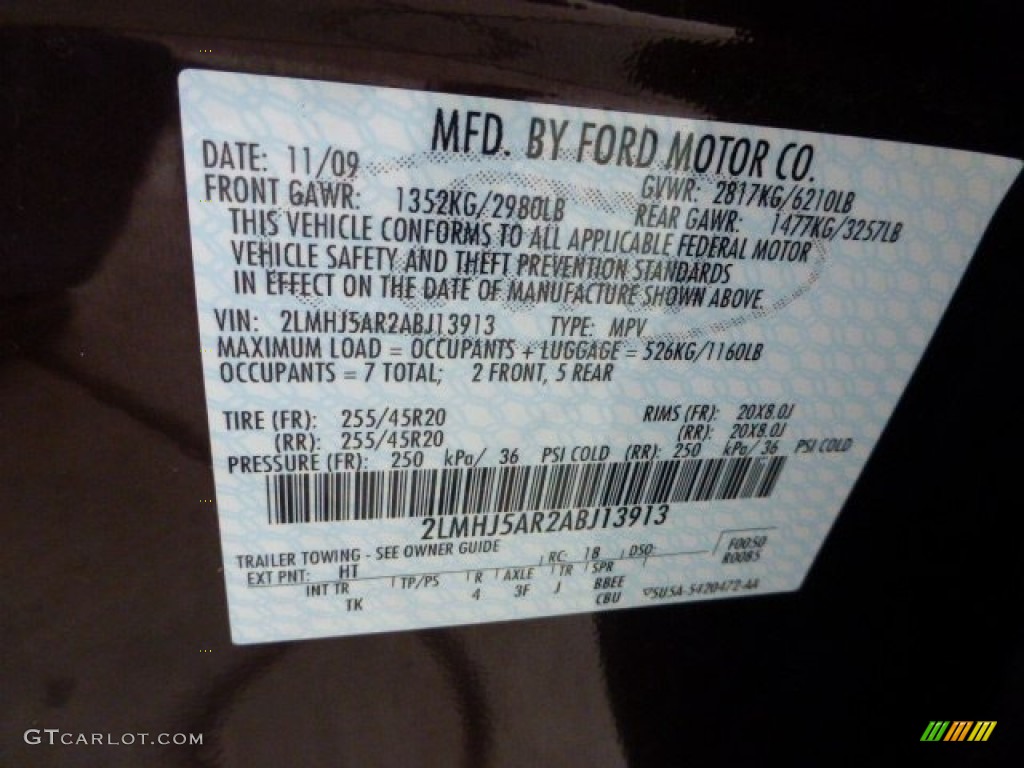 MFD. BY FORD MOTOR CO.
DATE: 11/09 GVWR: 2817KG/6210LB
FRONT GAWR: 1352KG/2980LB REAR GAWR: 1477KG/3257LB
THIS VEHICLE CONFORMS TO ALL APPLICABLE FEDERAL MOTOR
VEHICLE SAFETY AND THEFT PREVENTION STANDARDS
IN EFFECT ON THE DATE OF MANUFACTURE SHOWN ABOVE.
VIN: 2LMHJ5AR2ABJ13913 TYPE: MPV
MAXIMUM LOAD = OCCUPANTS + LUGGAGE = 526KG/1160LB
OCCUPANTS = 7 TOTAL; 2 FRONT, 5 REAR
TIRE (FR): 255/45R20 RIMS (FR): 20X8.0J
(RR): 255/45R20 (RR): 20X8.0J
PRESSURE (FR): 250 kPa/ 36 PSI COLD (RR): 250 kPa/ 36 PSI COLD
2LMHJ5AR2ABJ13913
TRAILER TOWING - SEE OWNER GUIDE F0050
EXT PNT: HT RC: 18 DSO: R0085
INT TR TP/PS R AXLE TR SPR
TK 4 3F J BBEE
CBU 5U5A-5420472-AA
GTCARLOT.COM